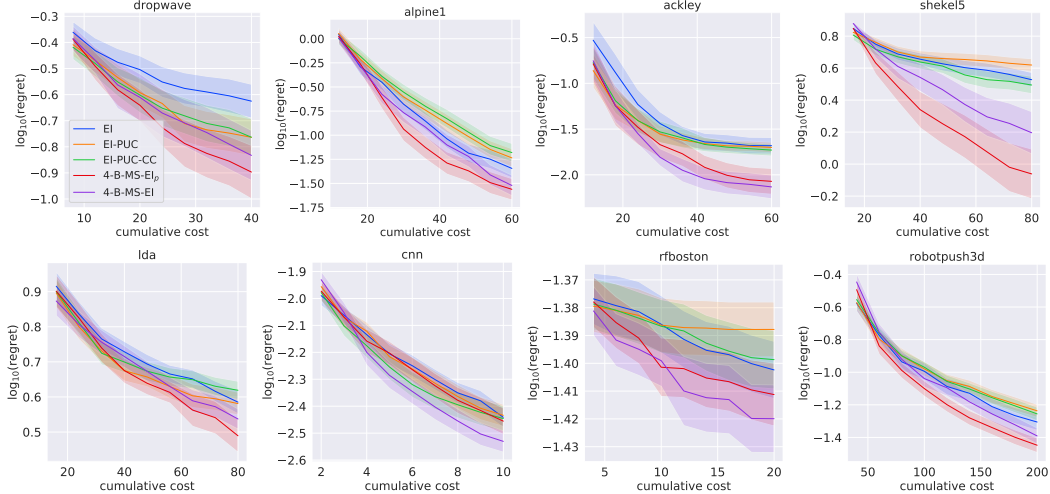 dropwave
log10(regret)
−0.3
−0.4
−0.5
−0.6
−0.7
−0.8
−0.9
−1.0
EI
EI-PUC
EI-PUC-CC
4-B-MS-EIp
4-B-MS-EI
10 20 30 40
cumulative cost
alpine1
log10(regret)
0.00
−0.25
−0.50
−0.75
−1.00
−1.25
−1.50
−1.75
20 40 60
cumulative cost
ackley
log10(regret)
−0.5
−1.0
−1.5
−2.0
20 40 60
cumulative cost
shekel5
log10(regret)
0.8
0.6
0.4
0.2
0.0
−0.2
20 40 60 80
cumulative cost
lda
log10(regret)
0.9
0.8
0.7
0.6
0.5
20 40 60 80
cumulative cost
cnn
log10(regret)
−1.9
−2.0
−2.1
−2.2
−2.3
−2.4
−2.5
−2.6
2 4 6 8 10
cumulative cost
rfboston
log10(regret)
−1.37
−1.38
−1.39
−1.40
−1.41
−1.42
−1.43
5 10 15 20
cumulative cost
robotpush3d
log10(regret)
−0.4
−0.6
−0.8
−1.0
−1.2
−1.4
50 100 150 200
cumulative cost